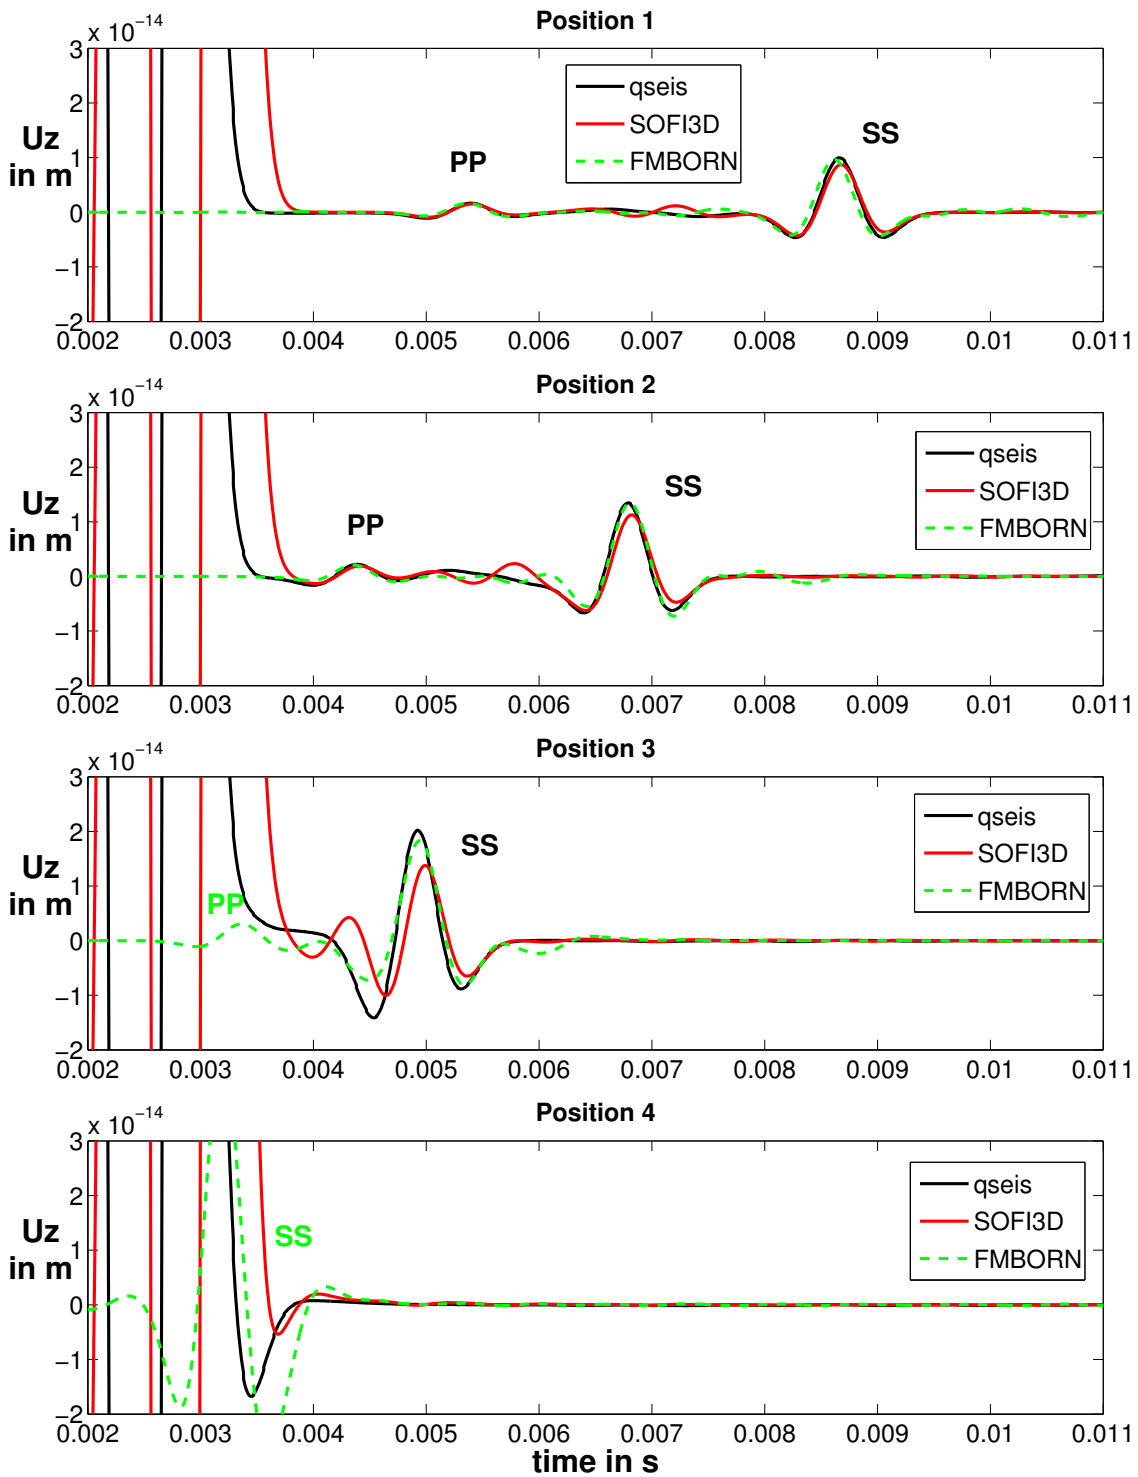 Position 1
x 10⁻¹⁴
Uz
in m
3
2
1
0
−1
−2
PP
SS
qseis
SOFI3D
FMBORN
0.002 0.003 0.004 0.005 0.006 0.007 0.008 0.009 0.01 0.011
Position 2
x 10⁻¹⁴
Uz
in m
3
2
1
0
−1
−2
PP
SS
qseis
SOFI3D
FMBORN
0.002 0.003 0.004 0.005 0.006 0.007 0.008 0.009 0.01 0.011
Position 3
x 10⁻¹⁴
Uz
in m
3
2
1
0
−1
−2
PP
SS
qseis
SOFI3D
FMBORN
0.002 0.003 0.004 0.005 0.006 0.007 0.008 0.009 0.01 0.011
Position 4
x 10⁻¹⁴
Uz
in m
3
2
1
0
−1
−2
SS
qseis
SOFI3D
FMBORN
0.002 0.003 0.004 0.005 0.006 0.007 0.008 0.009 0.01 0.011
time in s